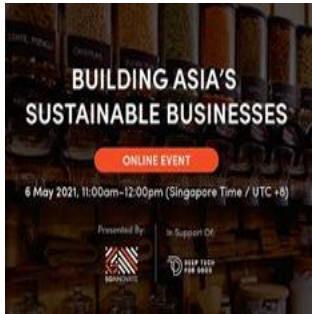 BUILDING ASIA'S
SUSTAINABLE BUSINESSES
ONLINE EVENT
6 May 2021, 11:00am–12:00pm (Singapore Time / UTC +8)
Presented By:
In Support Of:
SGINNOVATE
DEEP TECH
FOR GOOD